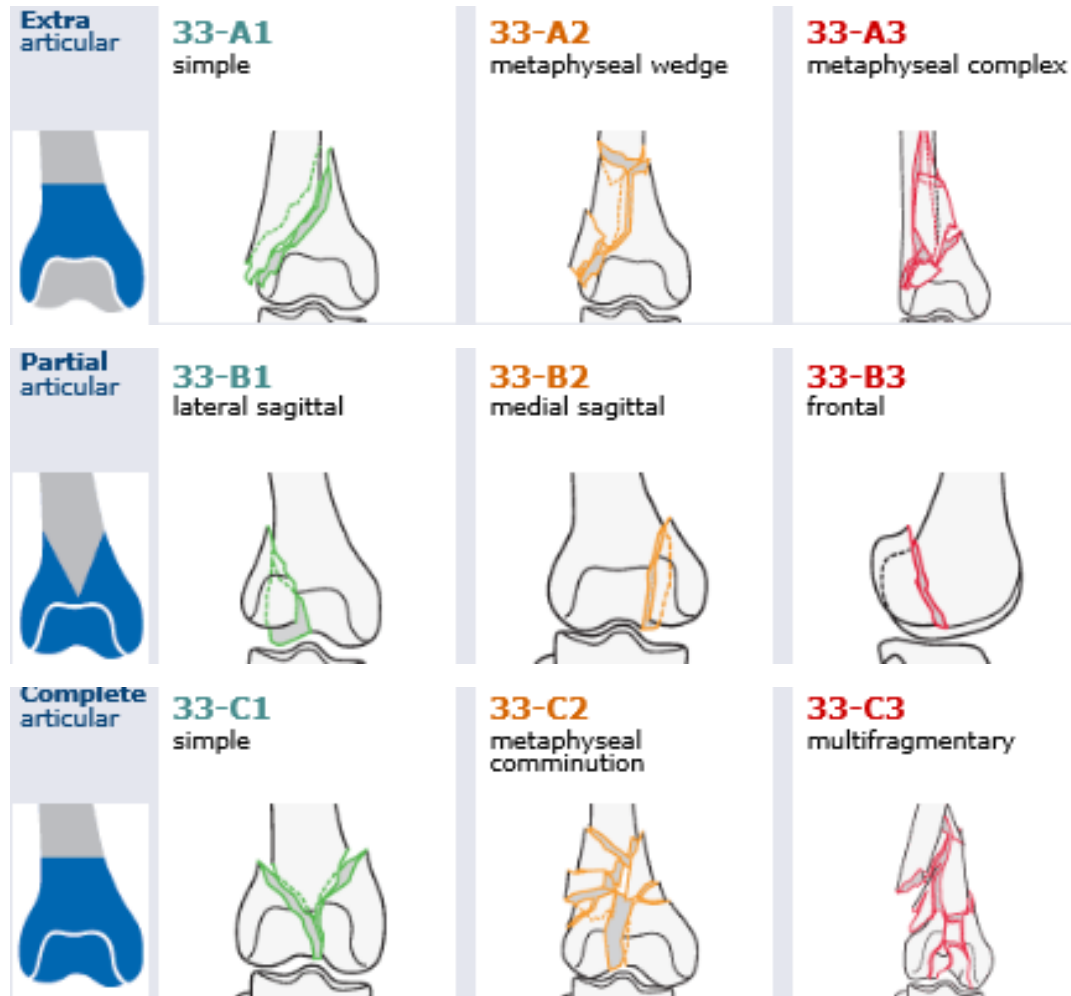 Extra
articular
33-A1
simple
33-A2
metaphyseal wedge
33-A3
metaphyseal complex
Partial
articular
33-B1
lateral sagittal
33-B2
medial sagittal
33-B3
frontal
Complete
articular
33-C1
simple
33-C2
metaphyseal
comminution
33-C3
multifragmentary